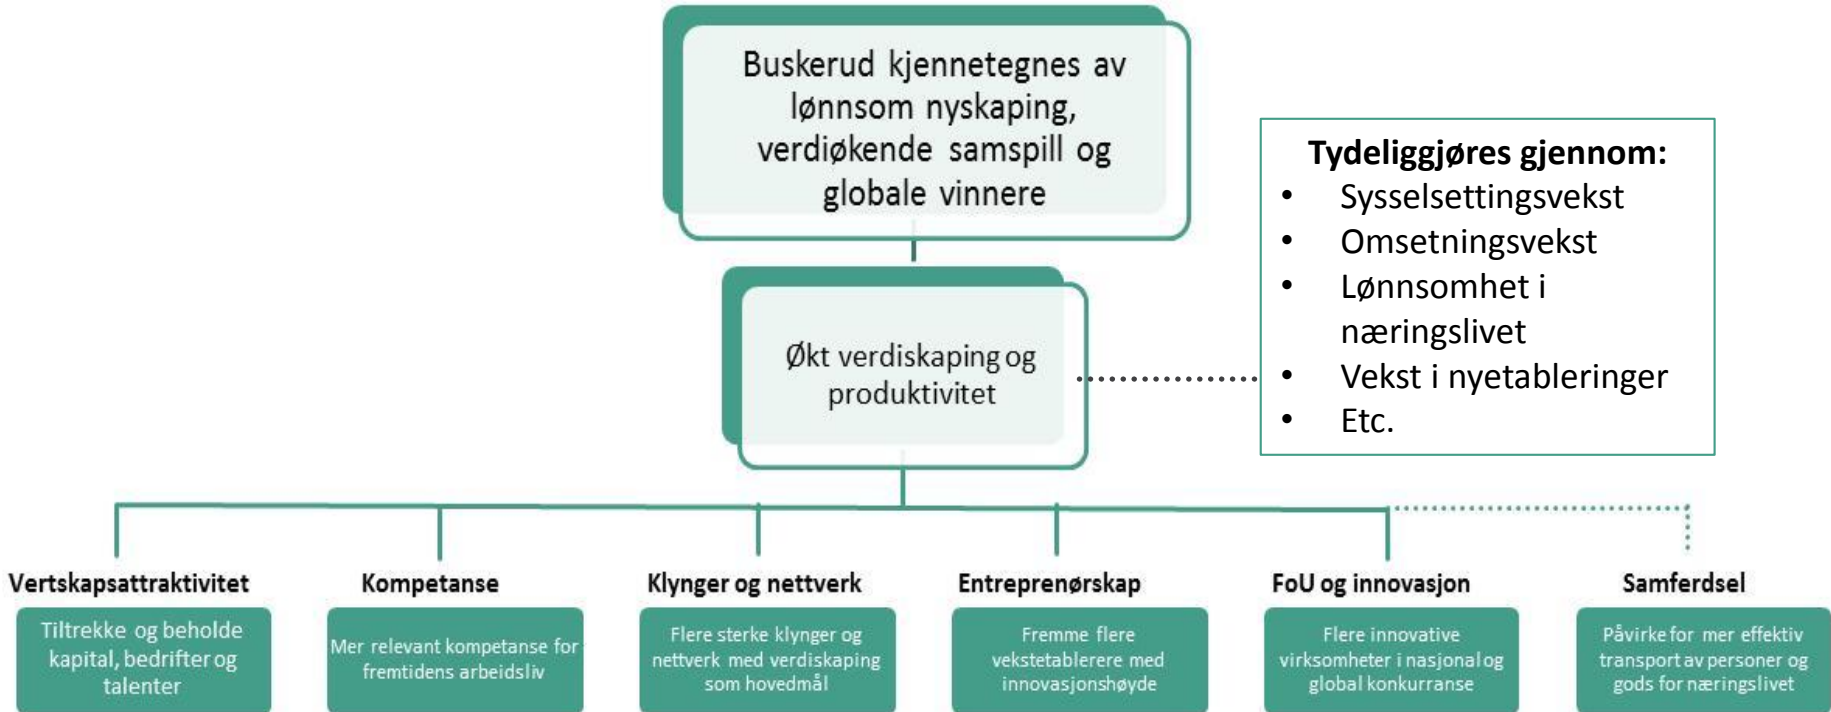 Buskerud kjennetegnes av
lønnsom nyskaping,
verdiøkende samspill og
globale vinnere
Tydeliggjøres gjennom:
• Sysselsettingsvekst
• Omsetningsvekst
• Lønnsomhet i
næringslivet
• Vekst i nyetableringer
• Etc.
Økt verdiskaping og
produktivitet
Vertskapsattraktivitet
Tiltrekke og beholde
kapital, bedrifter og
talenter
Kompetanse
Mer relevant kompetanse for
fremtidens arbeidsliv
Klynger og nettverk
Flere sterke klynger og
nettverk med verdiskaping
som hovedmål
Entreprenørskap
Fremme flere
vekstetablerere med
innovasjonshøyde
FoU og innovasjon
Flere innovative
virksomheter i nasjonal og
global konkurranse
Samferdsel
Påvirke for mer effektiv
transport av personer og
gods for næringslivet